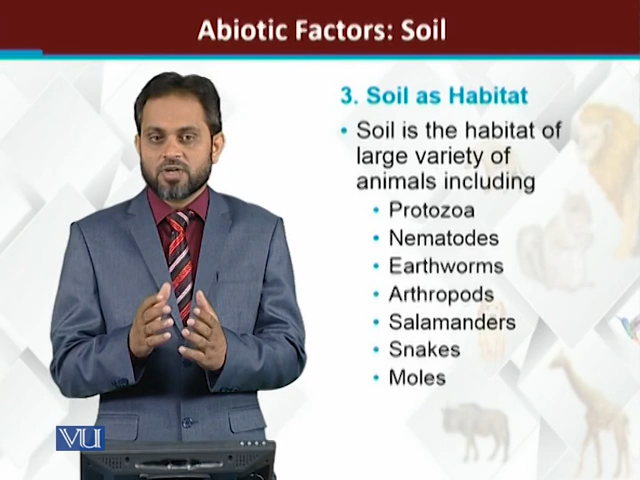 Abiotic Factors: Soil
3. Soil as Habitat
• Soil is the habitat of
large variety of
animals including
• Protozoa
• Nematodes
• Earthworms
• Arthropods
• Salamanders
• Snakes
• Moles
VU